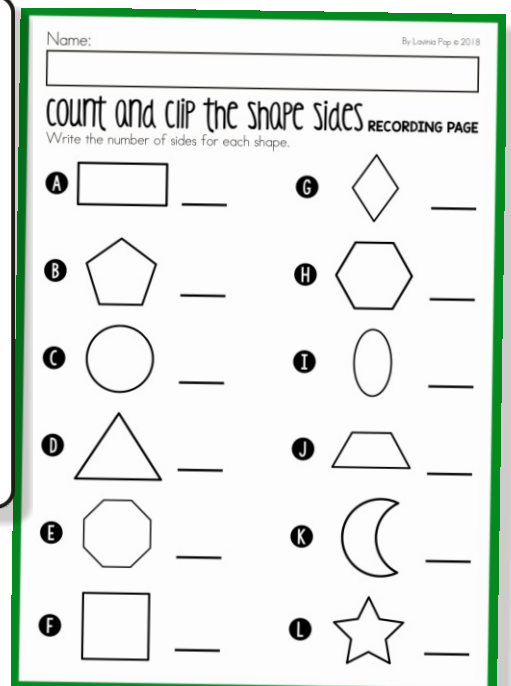 Name:
By Lavinia Pop © 2018
count and clip the shape sides RECORDING PAGE
Write the number of sides for each shape.
A
B
C
D
E
F
G
H
I
J
K
L